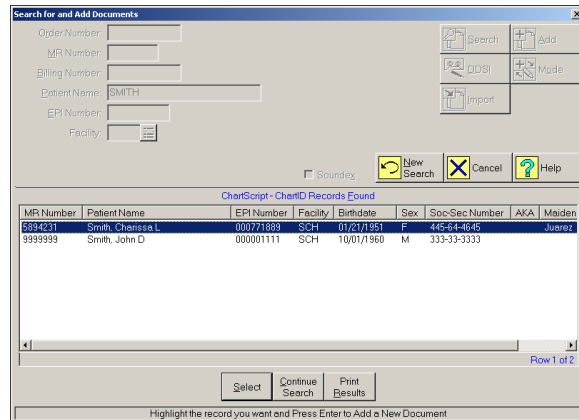 Search for and Add Documents
Order Number:
MR Number:
Billing Number:
Patient Name: SMITH
EPI Number:
Facility:
Search
Add
DDSI
Mode
Import
Soundex
New Search
Cancel
Help
ChartScript - ChartID Records Found
MR Number Patient Name EPI Number Facility Birthdate Sex Soc-Sec Number AKA Maiden
5894231 Smith, Charissa L 000771889 SCH 01/21/1951 F 445-64-4645 Juarez
9999999 Smith, John D 000001111 SCH 10/01/1960 M 333-33-3333
Row 1 of 2
Select
Continue Search
Print Results
Highlight the record you want and Press Enter to Add a New Document